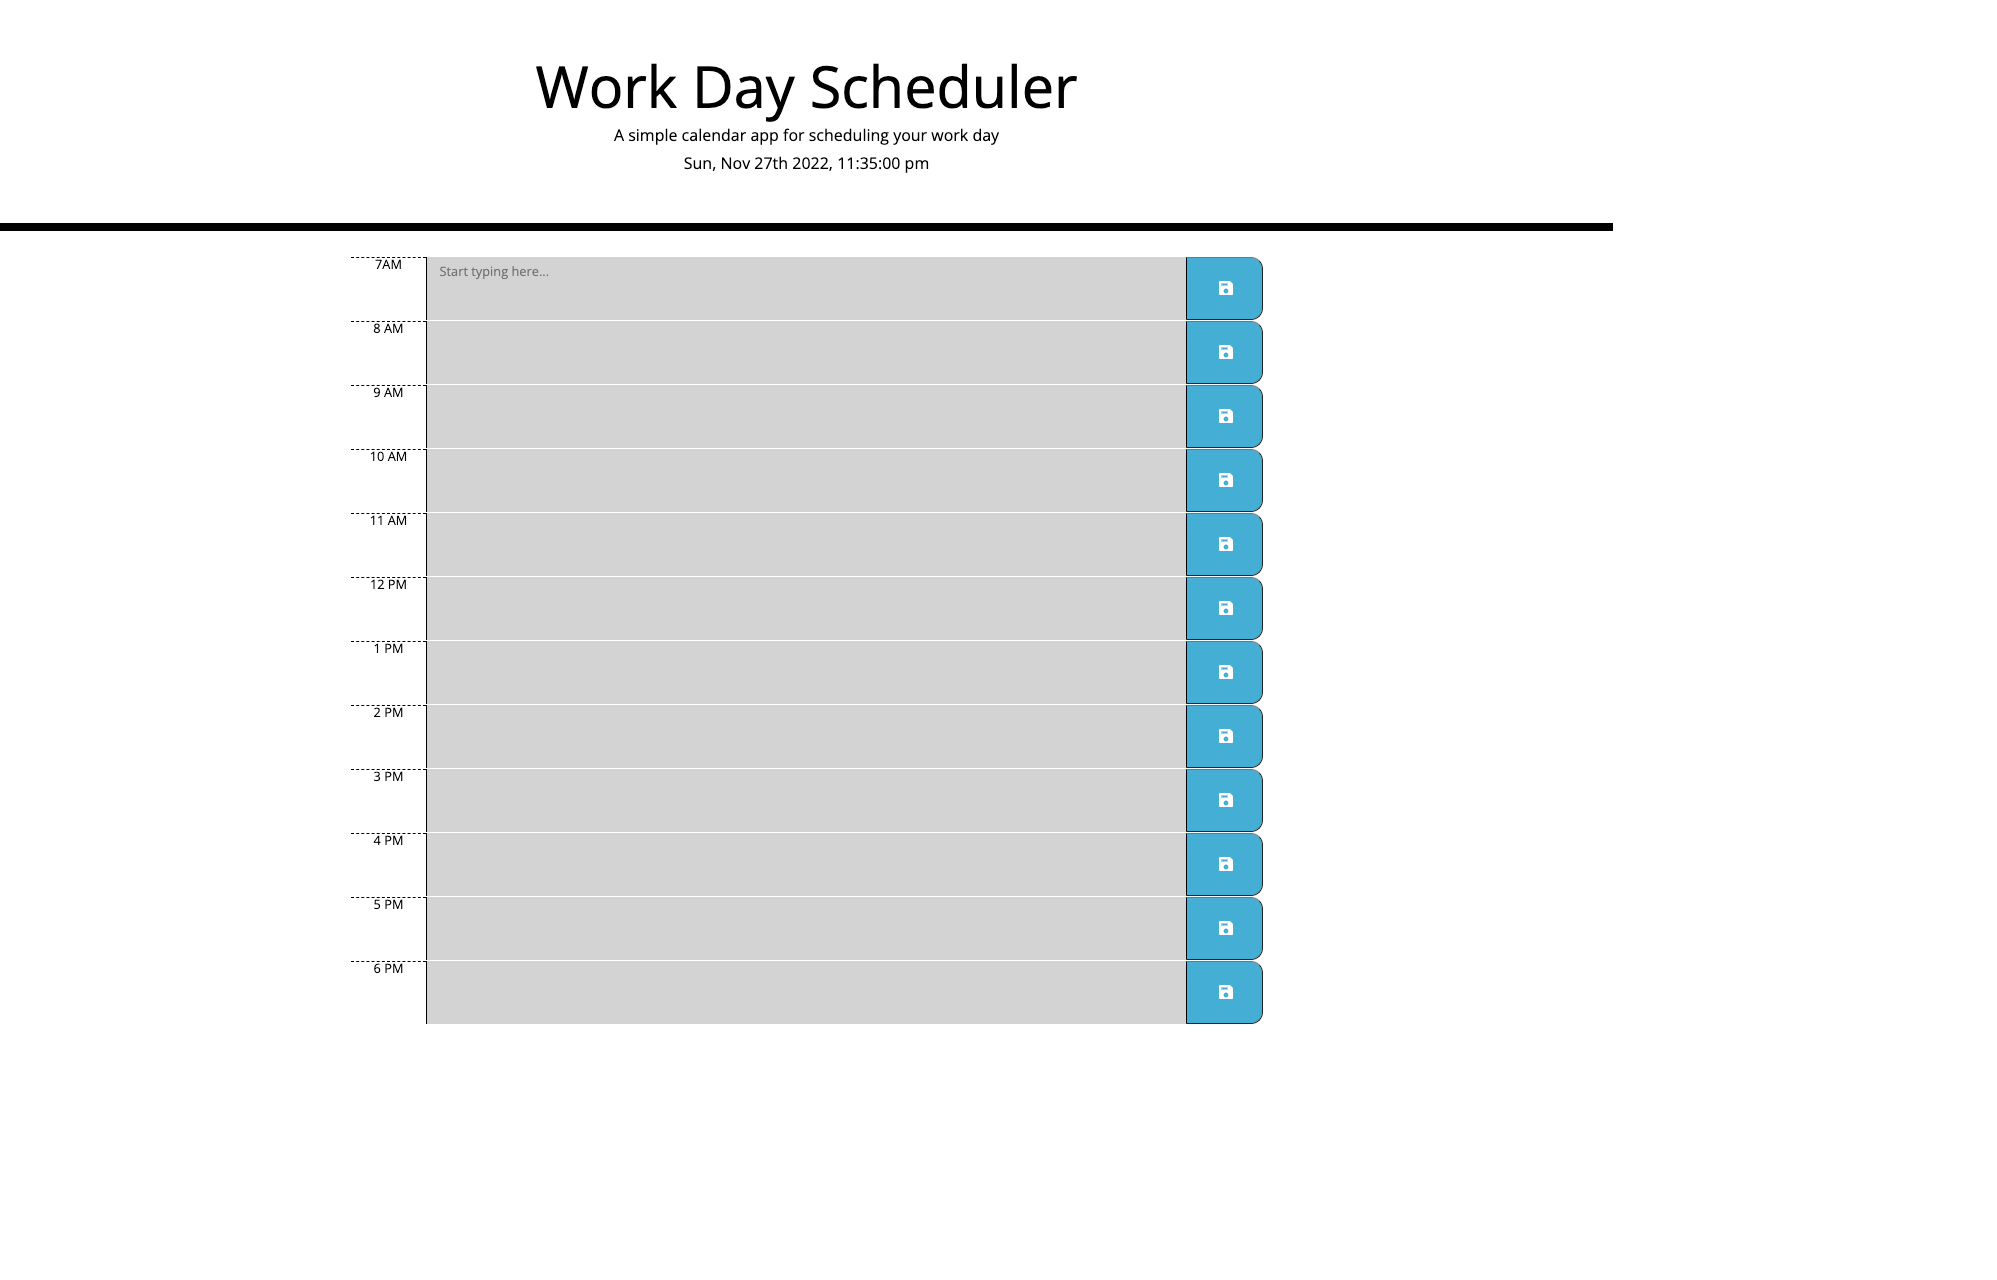 Work Day Scheduler
A simple calendar app for scheduling your work day
Sun, Nov 27th 2022, 11:35:00 pm
7AM
Start typing here...
8 AM
9 AM
10 AM
11 AM
12 PM
1 PM
2 PM
3 PM
4 PM
5 PM
6 PM